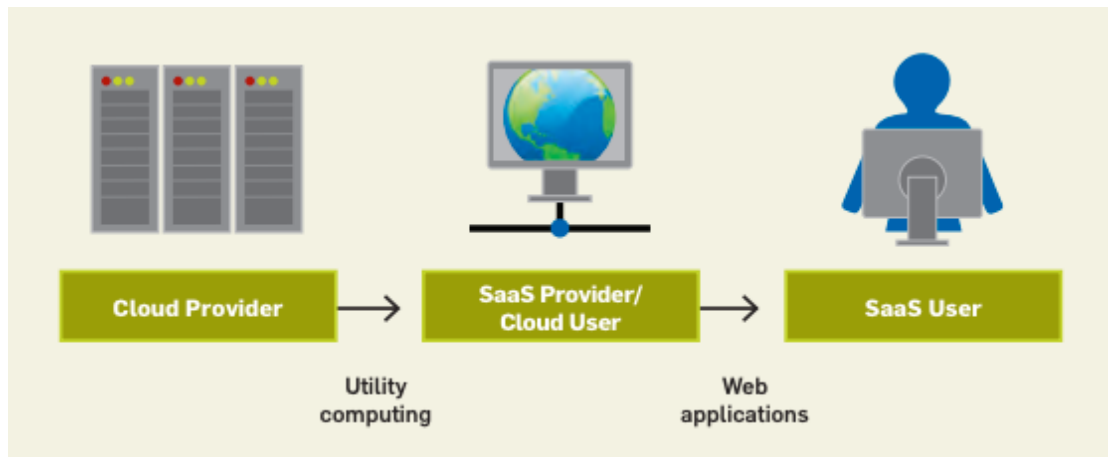 Cloud Provider
SaaS Provider/
Cloud User
SaaS User
Utility
computing
Web
applications